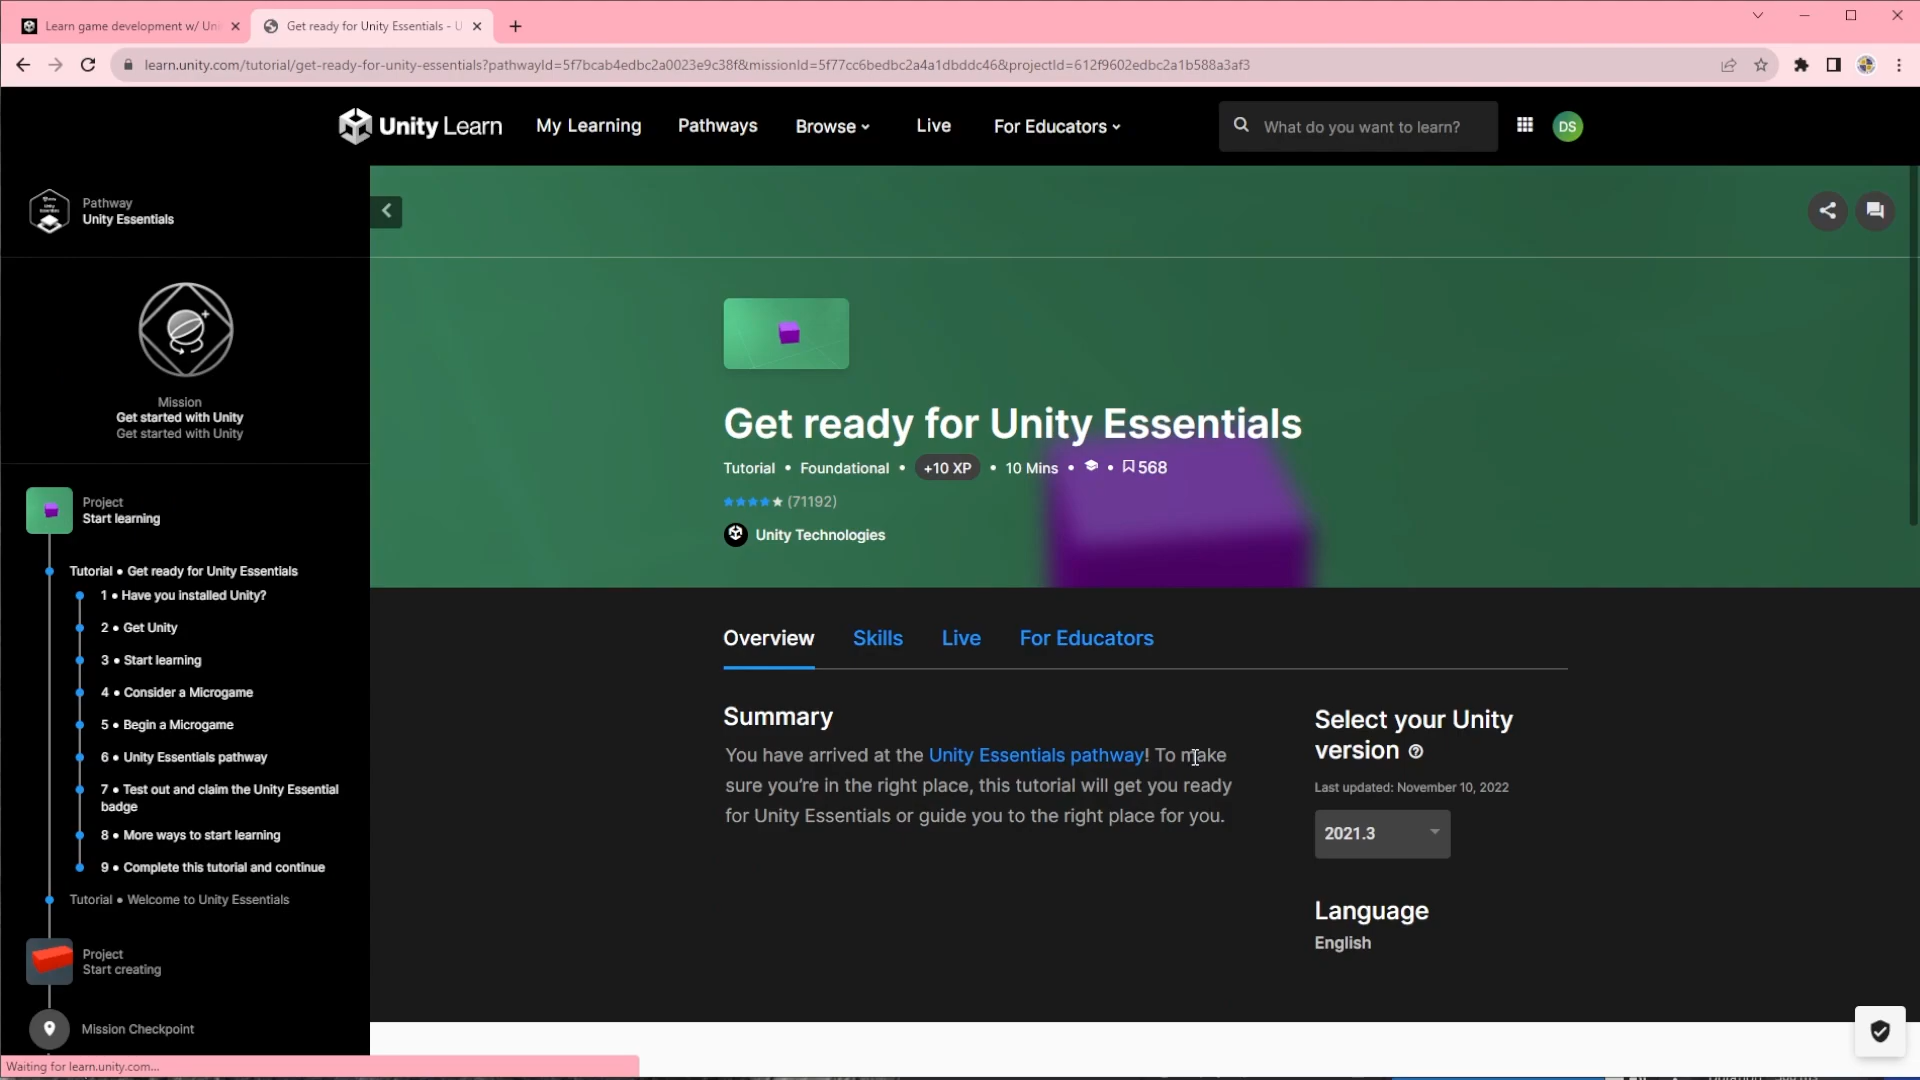 Learn game development w/ Un
Get ready for Unity Essentials - U
learn.unity.com/tutorial/get-ready-for-unity-essentials?pathwayId=5f7bcab4edbc2a0023e9c38f&missionId=5f77cc6bedbc2a4a1dbddc46&projectId=612f9602edbc2a1b588a3af3
Unity Learn
My Learning
Pathways
Browse
Live
For Educators
What do you want to learn?
DS
Pathway
Unity Essentials
Mission
Get started with Unity
Get started with Unity
Project
Start learning
Tutorial • Get ready for Unity Essentials
1 • Have you installed Unity?
2 • Get Unity
3 • Start learning
4 • Consider a Microgame
5 • Begin a Microgame
6 • Unity Essentials pathway
7 • Test out and claim the Unity Essential
badge
8 • More ways to start learning
9 • Complete this tutorial and continue
Tutorial • Welcome to Unity Essentials
Project
Start creating
Mission Checkpoint
Waiting for learn.unity.com...
Get ready for Unity Essentials
Tutorial • Foundational • +10 XP • 10 Mins • • 568
(71192)
Unity Technologies
Overview
Skills
Live
For Educators
Summary
You have arrived at the Unity Essentials pathway! To make
sure you're in the right place, this tutorial will get you ready
for Unity Essentials or guide you to the right place for you.
Select your Unity
version
Last updated: November 10, 2022
2021.3
Language
English